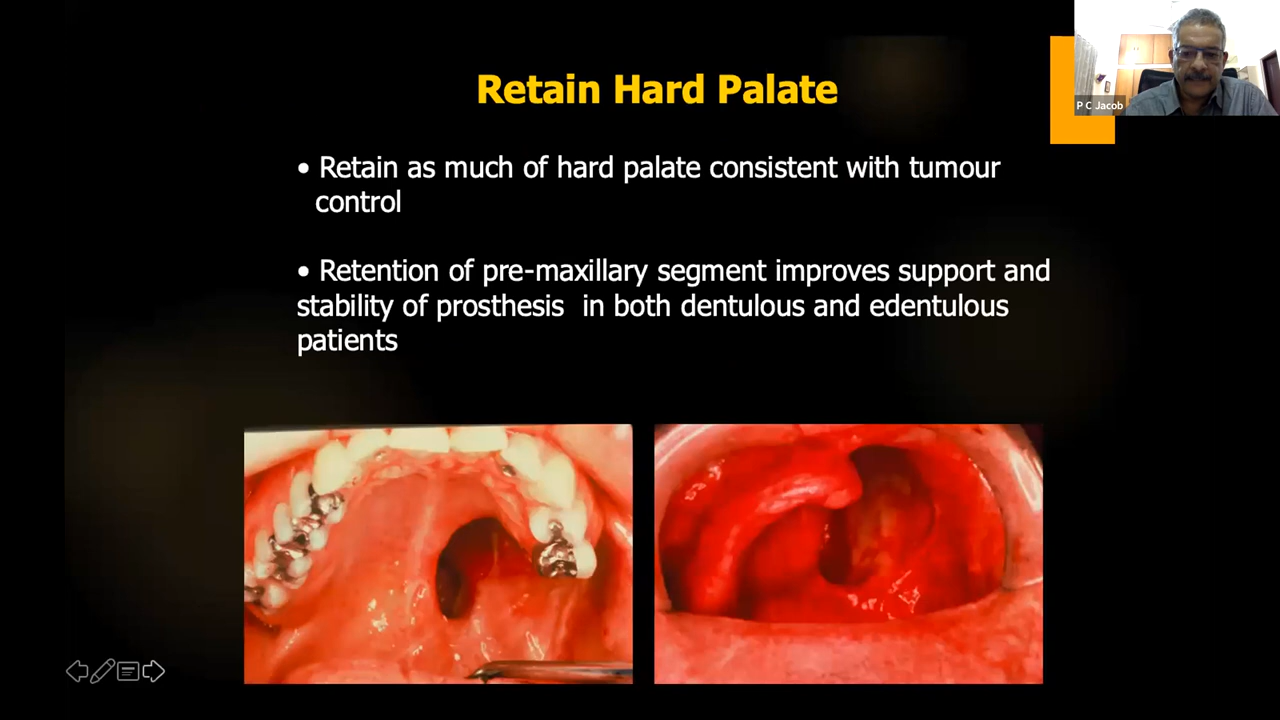 Retain Hard Palate
P C Jacob
• Retain as much of hard palate consistent with tumour
control
• Retention of pre-maxillary segment improves support and
stability of prosthesis in both dentulous and edentulous
patients